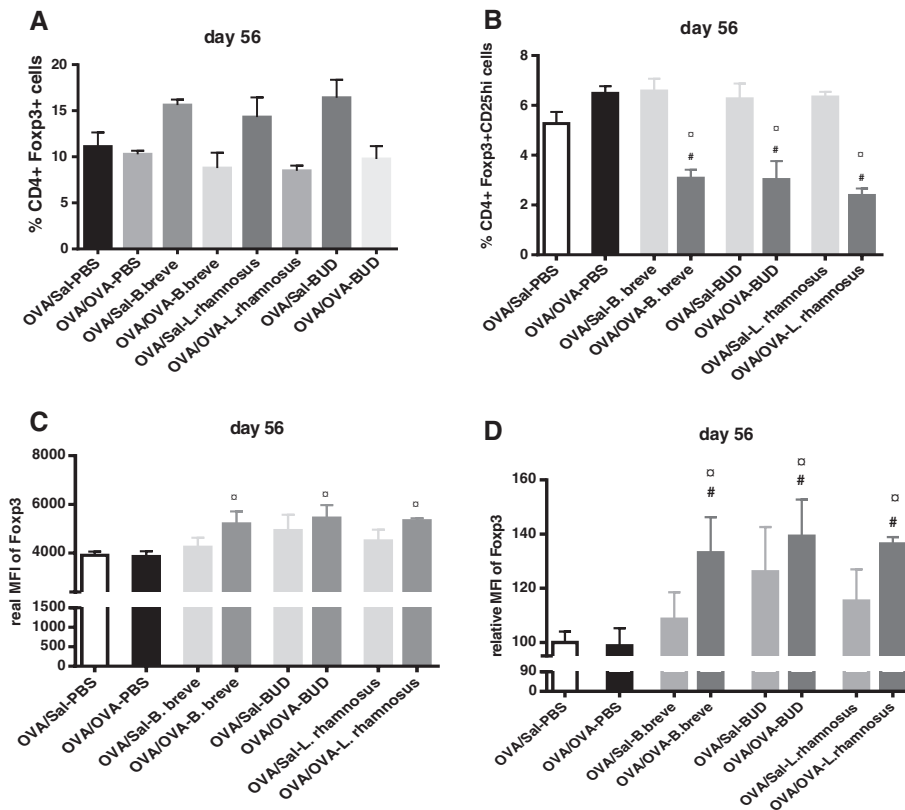 A
day 56
% CD4+ Foxp3+ cells
20
15
10
5
0
OVA/Sal-PBS
OVA/OVA-PBS
OVA/Sal-B.breve
OVA/OVA-B.breve
OVA/Sal-L.rhamnosus
OVA/OVA-L.rhamnosus
OVA/Sal-BUD
OVA/OVA-BUD
B
day 56
% CD4+ Foxp3+CD25hi cells
8
6
4
2
0
¤
#
¤
#
¤
#
OVA/Sal-PBS
OVA/OVA-PBS
OVA/Sal-B. breve
OVA/OVA-B. breve
OVA/Sal-BUD
OVA/OVA-BUD
OVA/Sal-L. rhamnosus
OVA/OVA-L. rhamnosus
C
day 56
real MFI of Foxp3
8000
6000
4000
1500
1000
500
0
¤
¤
¤
OVA/Sal-PBS
OVA/OVA-PBS
OVA/Sal-B. breve
OVA/OVA-B. breve
OVA/Sal-BUD
OVA/OVA-BUD
OVA/Sal-L. rhamnosus
OVA/OVA-L. rhamnosus
D
day 56
relative MFI of Foxp3
160
140
120
100
90
0
¤
#
¤
#
¤
#
OVA/Sal-PBS
OVA/OVA-PBS
OVA/Sal-B.breve
OVA/OVA-B.breve
OVA/Sal-BUD
OVA/OVA-BUD
OVA/Sal-L.rhamnosus
OVA/OVA-L.rhamnosus